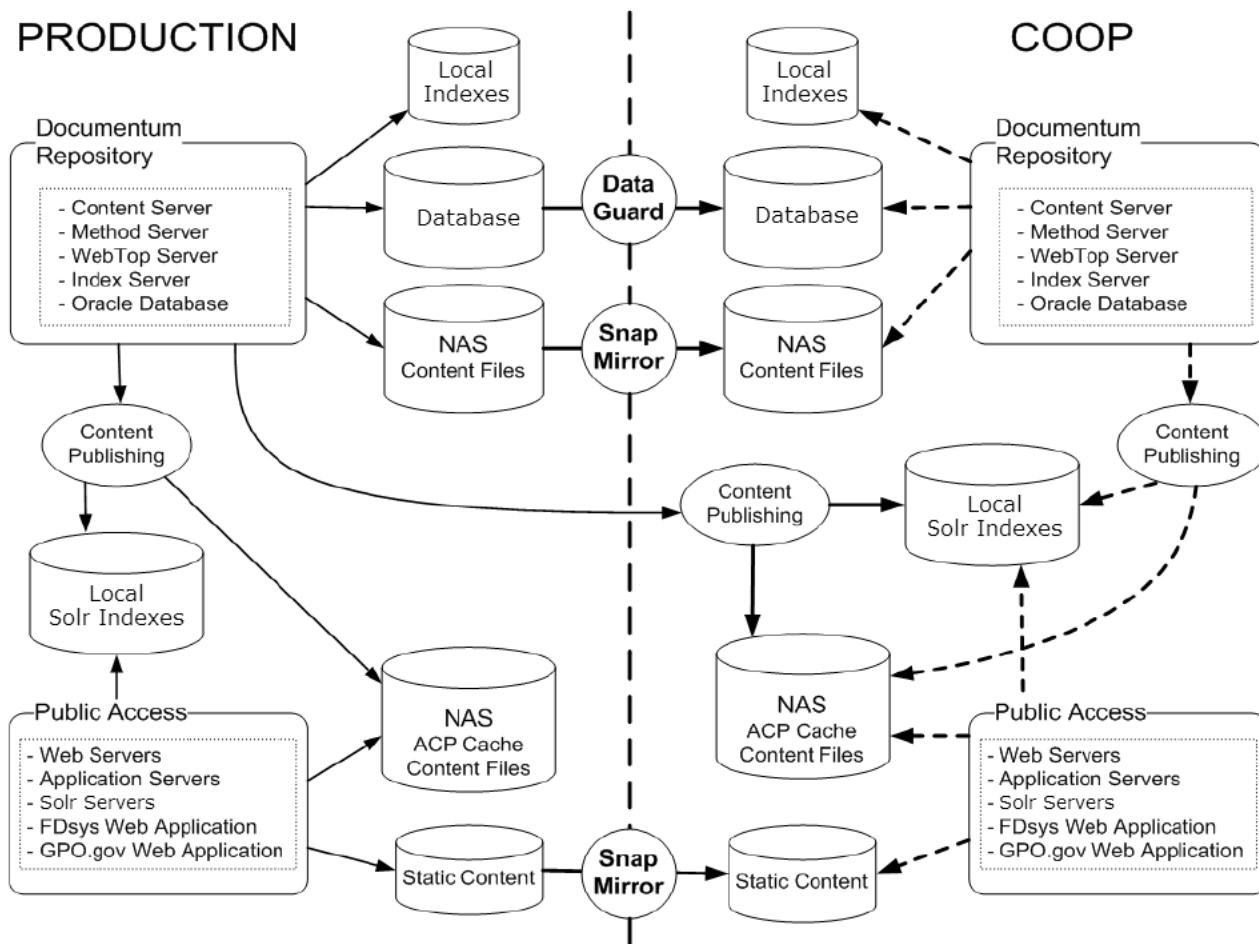 PRODUCTION
COOP
Local
Indexes
Local
Indexes
Documentum
Repository
- Content Server
- Method Server
- WebTop Server
- Index Server
- Oracle Database
Database
Data
Guard
Database
Documentum
Repository
- Content Server
- Method Server
- WebTop Server
- Index Server
- Oracle Database
NAS
Content Files
Snap
Mirror
NAS
Content Files
Content
Publishing
Content
Publishing
Local
Solr Indexes
Content
Publishing
Local
Solr Indexes
NAS
ACP Cache
Content Files
NAS
ACP Cache
Content Files
Public Access
- Web Servers
- Application Servers
- Solr Servers
- FDsys Web Application
- GPO.gov Web Application
Public Access
- Web Servers
- Application Servers
- Solr Servers
- FDsys Web Application
- GPO.gov Web Application
Static Content
Snap
Mirror
Static Content